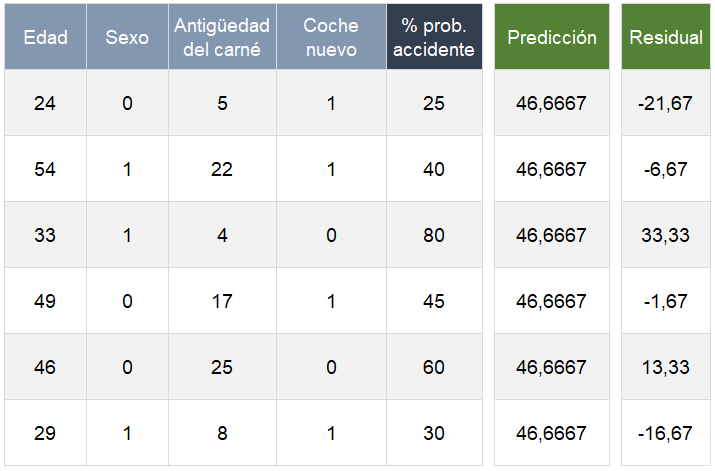 Edad Sexo Antigüedad del carné Coche nuevo % prob. accidente Predicción Residual
24 0 5 1 25 46,6667 -21,67
54 1 22 1 40 46,6667 -6,67
33 1 4 0 80 46,6667 33,33
49 0 17 1 45 46,6667 -1,67
46 0 25 0 60 46,6667 13,33
29 1 8 1 30 46,6667 -16,67